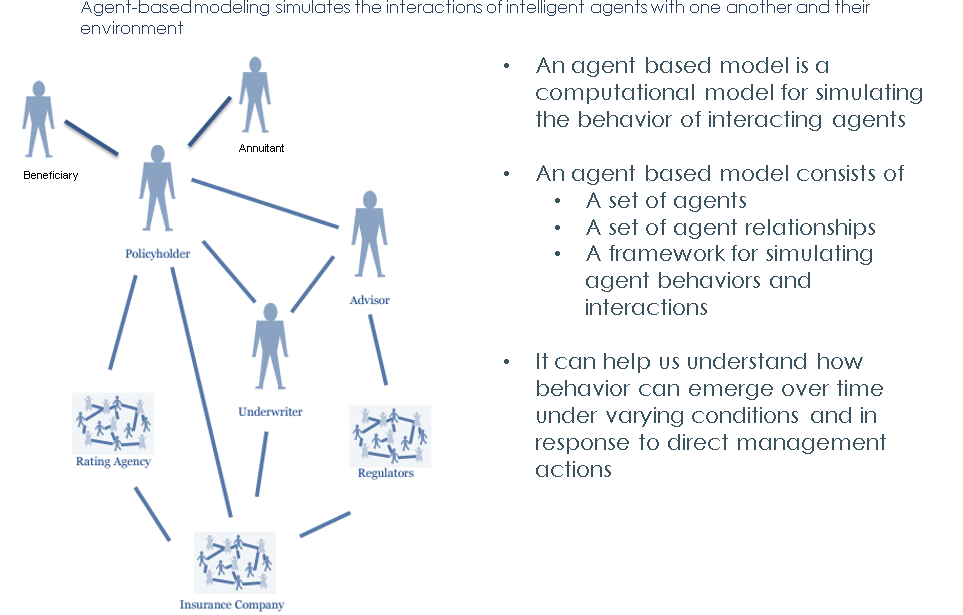 Agent-based modeling simulates the interactions of intelligent agents with one another and their
environment
Beneficiary
Annuitant
Policyholder
Advisor
Underwriter
Rating Agency
Regulators
Insurance Company
• An agent based model is a
computational model for simulating
the behavior of interacting agents
• An agent based model consists of
• A set of agents
• A set of agent relationships
• A framework for simulating
agent behaviors and
interactions
• It can help us understand how
behavior can emerge over time
under varying conditions and in
response to direct management
actions